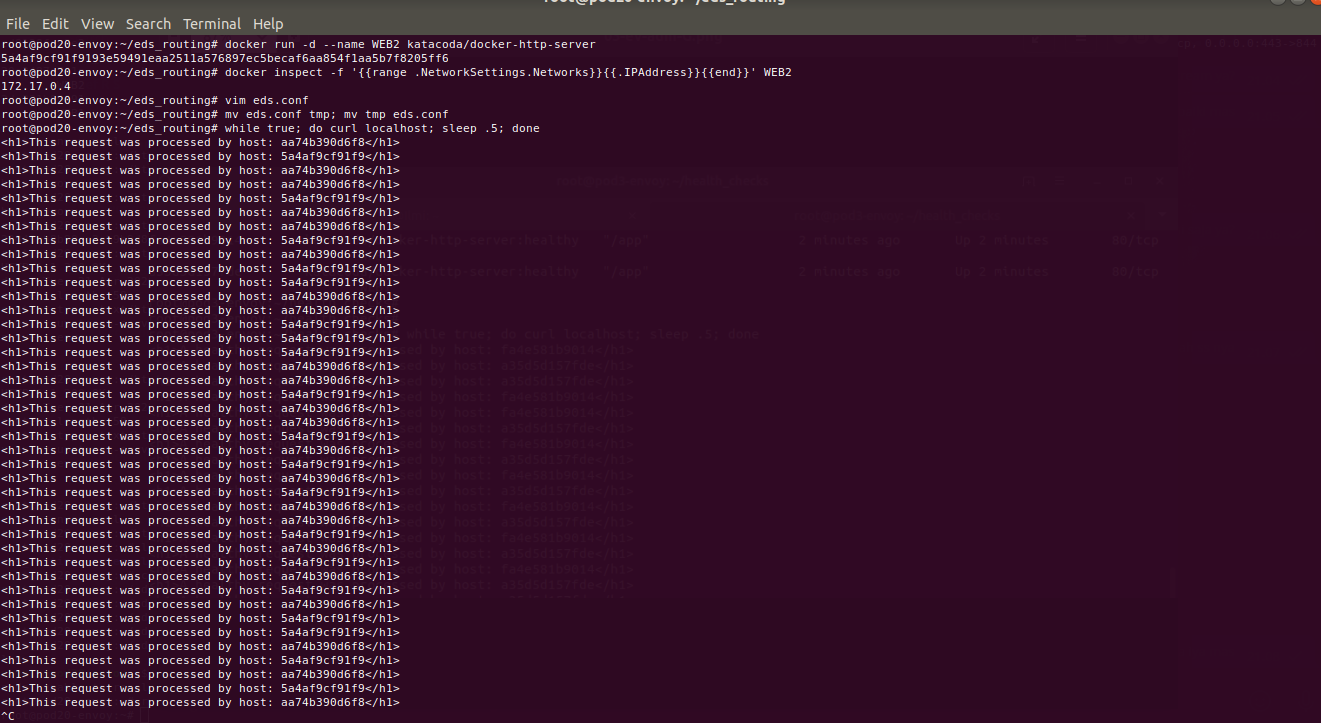 root@pod20-envoy: ~/eds_routing
File Edit View Search Terminal Help
root@pod20-envoy:~/eds_routing# docker run -d --name WEB2 katacoda/docker-http-server
5a4af9cf91f9193e59491eaa2511a576897ec5becaf6aa854f1aa5b7f8205ff6
root@pod20-envoy:~/eds_routing# docker inspect -f '{{range .NetworkSettings.Networks}}{{.IPAddress}}{{end}}' WEB2
172.17.0.4
root@pod20-envoy:~/eds_routing# vim eds.conf
root@pod20-envoy:~/eds_routing# mv eds.conf tmp; mv tmp eds.conf
root@pod20-envoy:~/eds_routing# while true; do curl localhost; sleep .5; done
<h1>This request was processed by host: aa74b390d6f8</h1>
<h1>This request was processed by host: 5a4af9cf91f9</h1>
<h1>This request was processed by host: aa74b390d6f8</h1>
<h1>This request was processed by host: aa74b390d6f8</h1>
<h1>This request was processed by host: 5a4af9cf91f9</h1>
<h1>This request was processed by host: aa74b390d6f8</h1>
<h1>This request was processed by host: aa74b390d6f8</h1>
<h1>This request was processed by host: 5a4af9cf91f9</h1>
<h1>This request was processed by host: aa74b390d6f8</h1>
<h1>This request was processed by host: 5a4af9cf91f9</h1>
<h1>This request was processed by host: aa74b390d6f8</h1>
<h1>This request was processed by host: aa74b390d6f8</h1>
<h1>This request was processed by host: aa74b390d6f8</h1>
<h1>This request was processed by host: 5a4af9cf91f9</h1>
<h1>This request was processed by host: 5a4af9cf91f9</h1>
<h1>This request was processed by host: 5a4af9cf91f9</h1>
<h1>This request was processed by host: aa74b390d6f8</h1>
<h1>This request was processed by host: aa74b390d6f8</h1>
<h1>This request was processed by host: 5a4af9cf91f9</h1>
<h1>This request was processed by host: aa74b390d6f8</h1>
<h1>This request was processed by host: aa74b390d6f8</h1>
<h1>This request was processed by host: 5a4af9cf91f9</h1>
<h1>This request was processed by host: aa74b390d6f8</h1>
<h1>This request was processed by host: 5a4af9cf91f9</h1>
<h1>This request was processed by host: aa74b390d6f8</h1>
<h1>This request was processed by host: 5a4af9cf91f9</h1>
<h1>This request was processed by host: aa74b390d6f8</h1>
<h1>This request was processed by host: aa74b390d6f8</h1>
<h1>This request was processed by host: 5a4af9cf91f9</h1>
<h1>This request was processed by host: aa74b390d6f8</h1>
<h1>This request was processed by host: 5a4af9cf91f9</h1>
<h1>This request was processed by host: aa74b390d6f8</h1>
<h1>This request was processed by host: 5a4af9cf91f9</h1>
<h1>This request was processed by host: aa74b390d6f8</h1>
<h1>This request was processed by host: 5a4af9cf91f9</h1>
<h1>This request was processed by host: aa74b390d6f8</h1>
<h1>This request was processed by host: 5a4af9cf91f9</h1>
<h1>This request was processed by host: aa74b390d6f8</h1>
<h1>This request was processed by host: 5a4af9cf91f9</h1>
<h1>This request was processed by host: 5a4af9cf91f9</h1>
<h1>This request was processed by host: aa74b390d6f8</h1>
^C